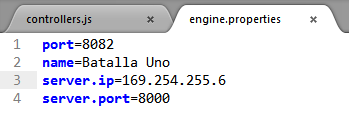 controllers.js × engine.properties ×
1 port=8082
2 name=Batalla Uno
3 server.ip=169.254.255.6
4 server.port=8000